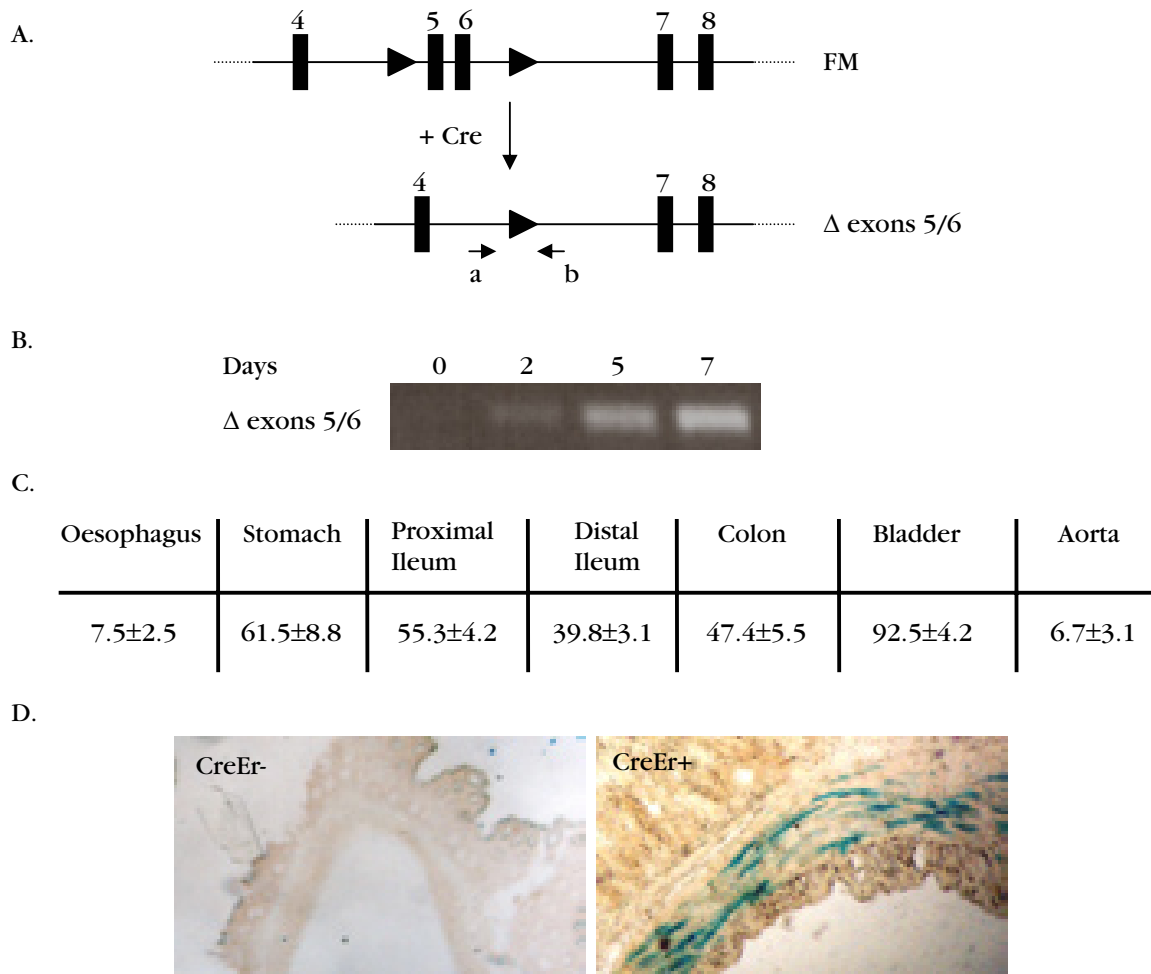 A.
4 5 6 7 8
FM
+ Cre
4 7 8
Δ exons 5/6
a b
B.
Days 0 2 5 7
Δ exons 5/6
C.
Oesophagus Stomach Proximal Ileum Distal Ileum Colon Bladder Aorta
7.5±2.5 61.5±8.8 55.3±4.2 39.8±3.1 47.4±5.5 92.5±4.2 6.7±3.1
D.
CreEr- CreEr+